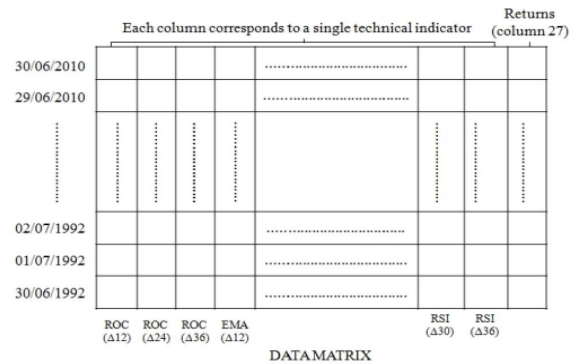 Returns
Each column corresponds to a single technical indicator (column 27)
30/06/2010
29/06/2010
02/07/1992
01/07/1992
30/06/1992
ROC ROC ROC EMA RSI RSI
(Δ12) (Δ24) (Δ36) (Δ12) (Δ30) (Δ36)
DATA MATRIX